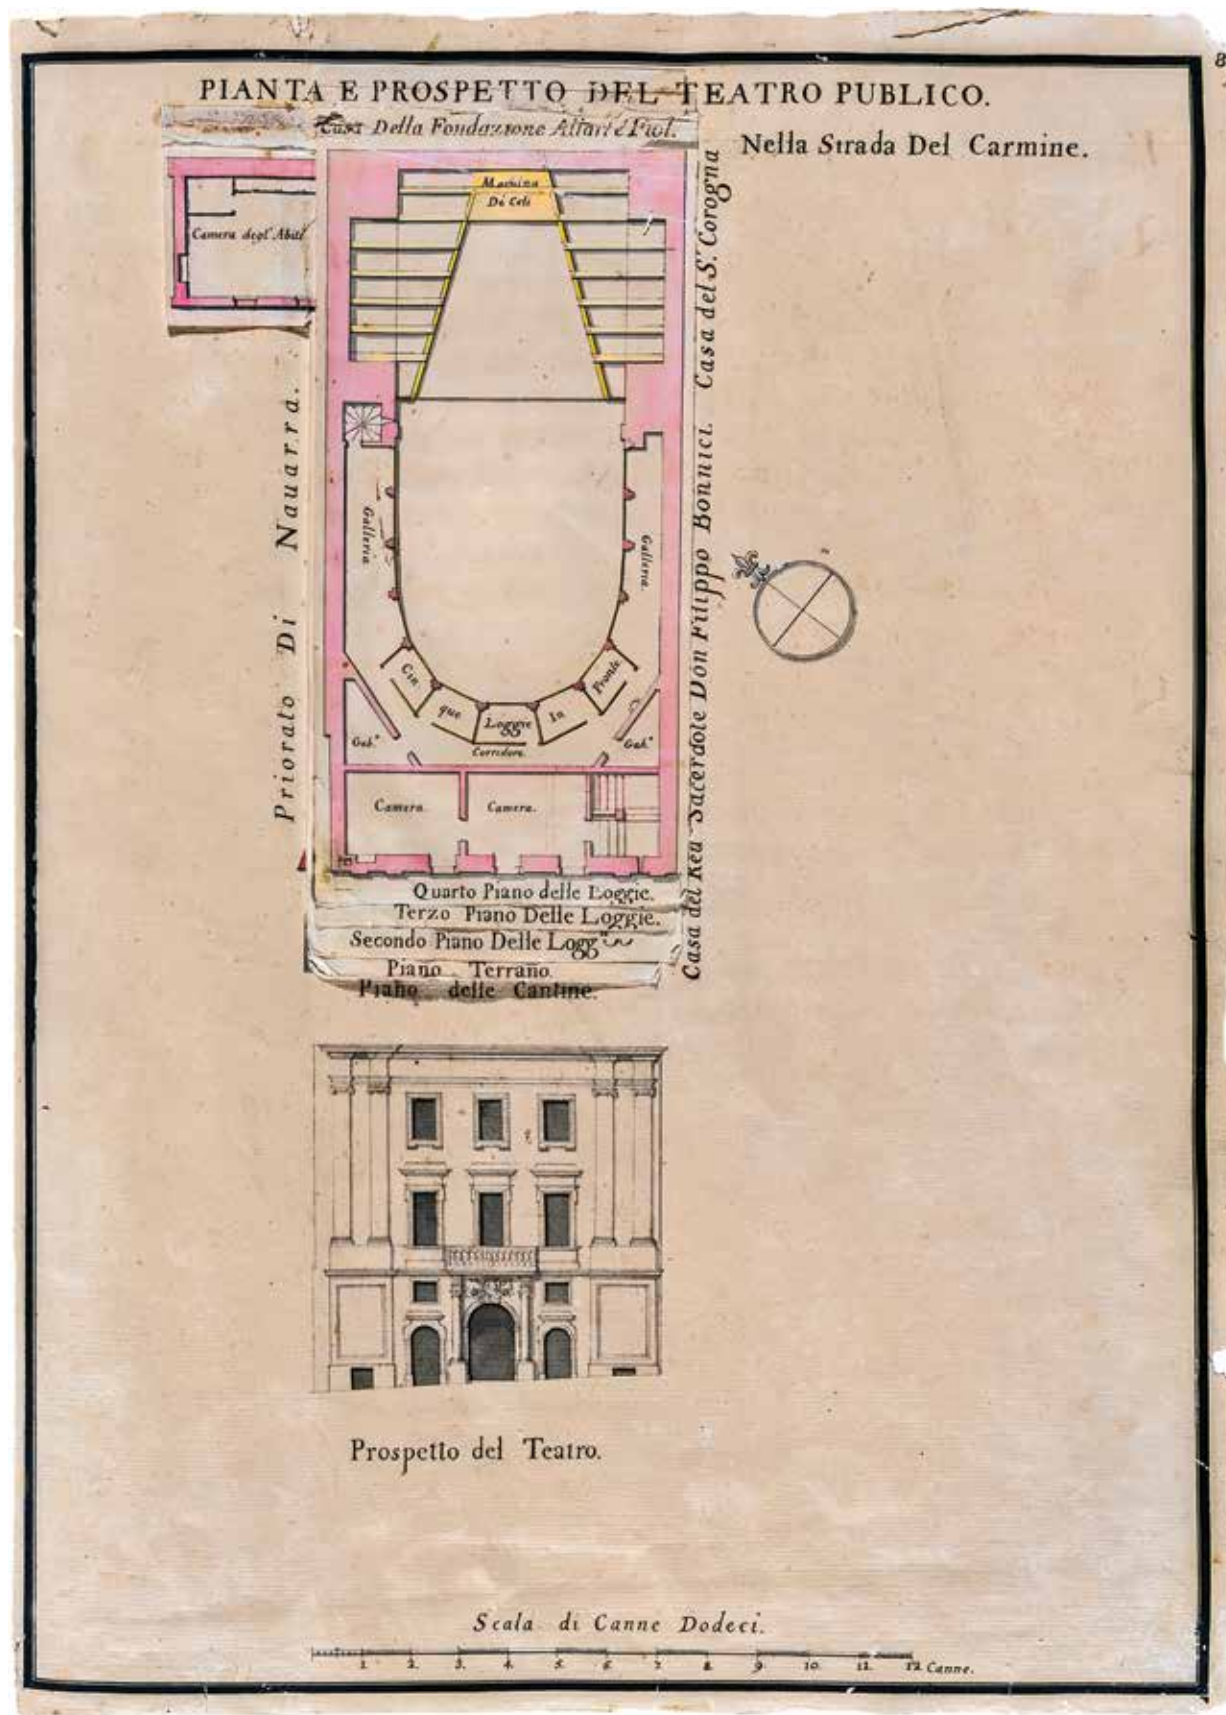 8
PIANTA E PROSPETTO DEL TEATRO PUBLICO.
Casa Della Fondazione
Nella Strada Del Carmine.
Machina
De Celi
Camera degl' Abiti
Casa del S.r Corogna
Priorato Di Nauarra.
Galleria
Galleria.
Casa del Reu Sacerdote Don Filippo Bonnici.
Cin
que
Loggie
In
Fronte
Gab.o
Corridore.
Gab.o
Camera.
Camera.
Quarto Piano delle Loggie.
Terzo Piano Delle Loggie.
Secondo Piano Delle Logg
Piano Terrano.
Piano delle Cantine.
Prospetto del Teatro.
Scala di Canne Dodeci.
1. 2. 3. 4. 5. 6. 7. 8. 9. 10. 11. 12 Canne.